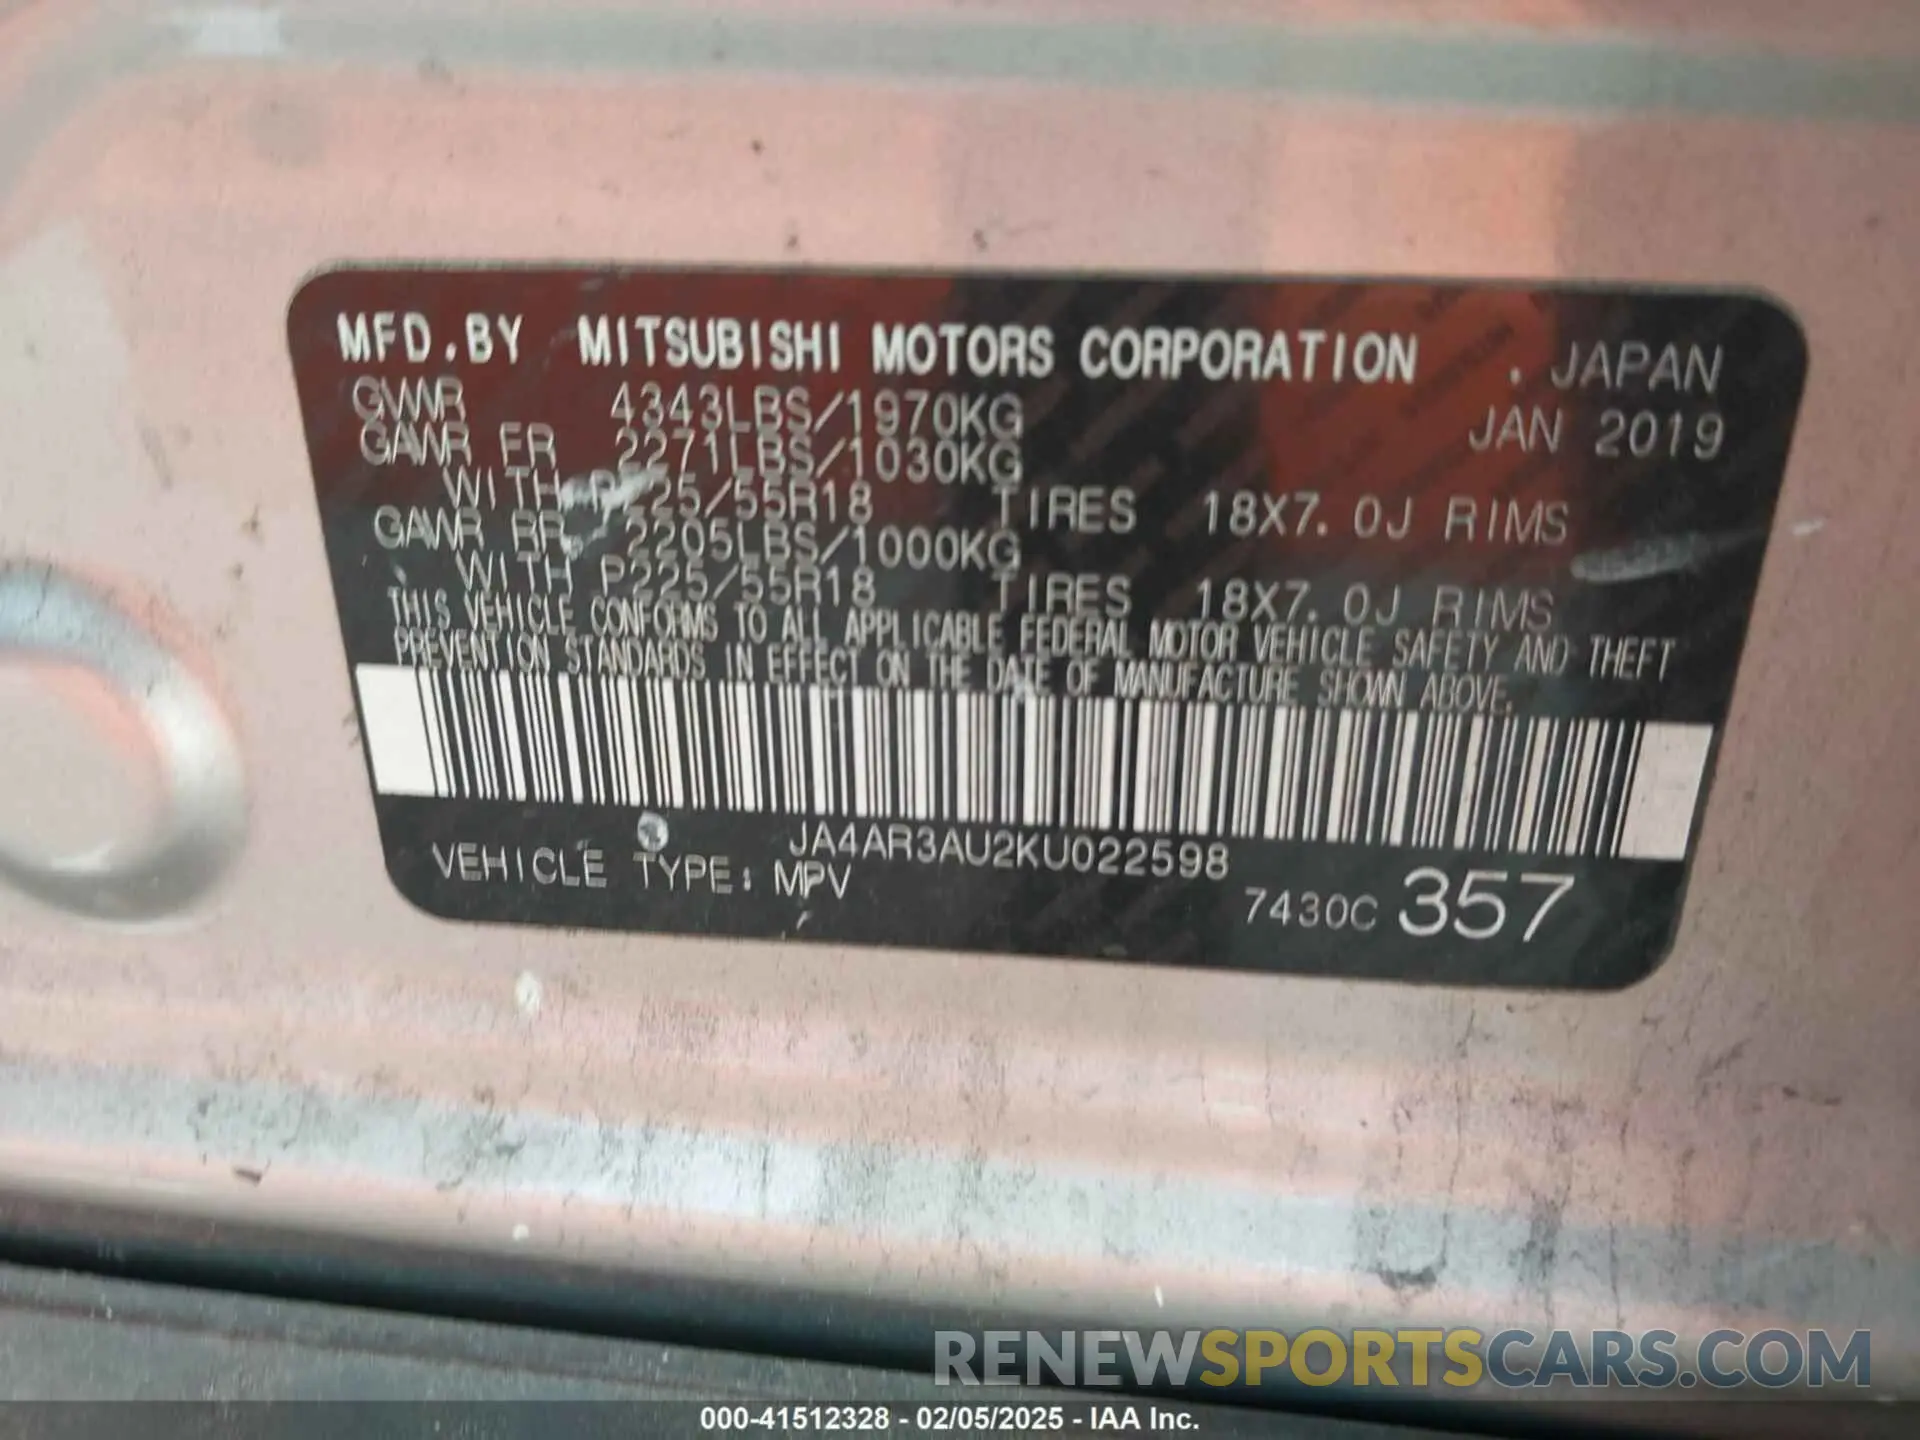 MFD.BY MITSUBISHI MOTORS CORPORATION . JAPAN
GVWR 4343LBS/1970KG JAN 2019
GAWR FR 2271LBS/1030KG
WITH P225/55R18 TIRES 18X7.0J RIMS
GAWR RR 2205LBS/1000KG
WITH P225/55R18 TIRES 18X7.0J RIMS
THIS VEHICLE CONFORMS TO ALL APPLICABLE FEDERAL MOTOR VEHICLE SAFETY AND THEFT
PREVENTION STANDARDS IN EFFECT ON THE DATE OF MANUFACTURE SHOWN ABOVE.
JA4AR3AU2KU022598
VEHICLE TYPE: MPV 7430C 357
RENEWSPORTSCARS.COM
000-41512328 - 02/05/2025 - IAA Inc.